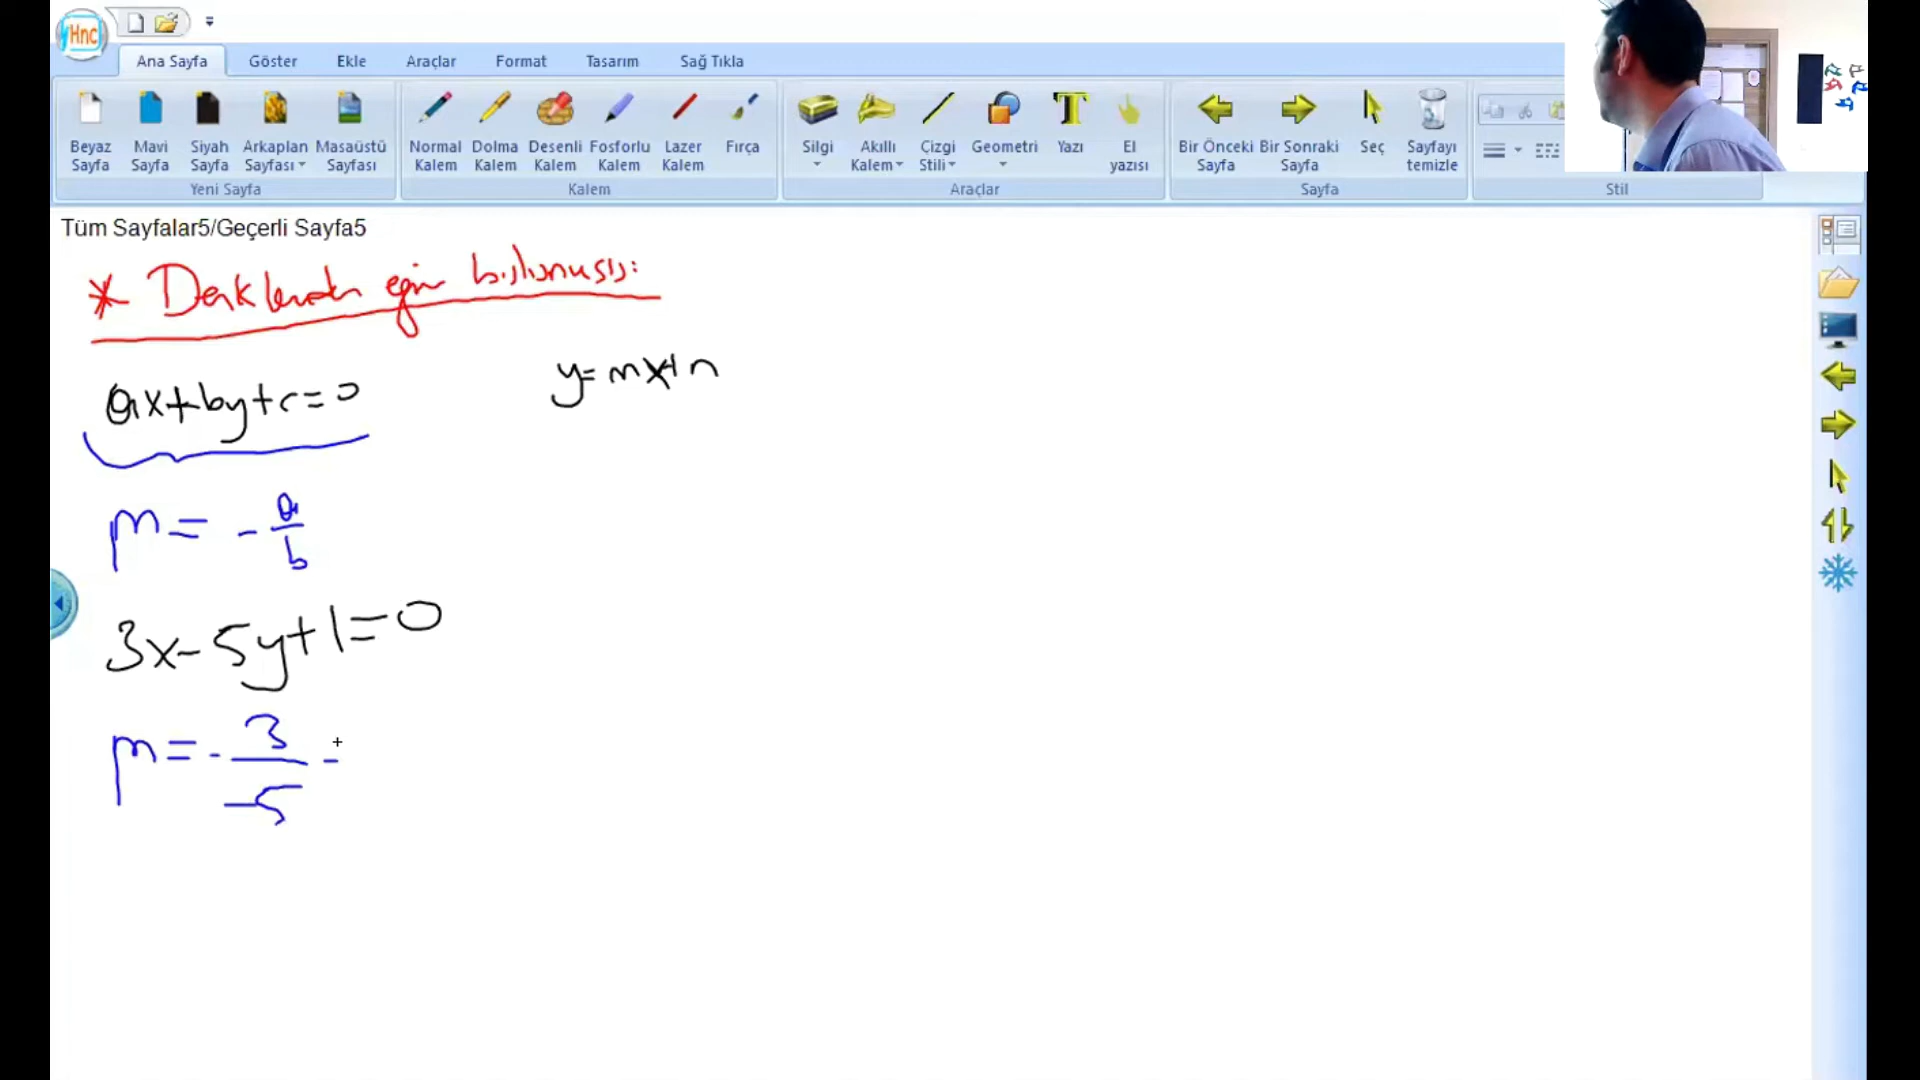 Hnc
Ana Sayfa Göster Ekle Araçlar Format Tasarım Sağ Tıkla
Beyaz Sayfa Mavi Sayfa Siyah Sayfa Arkaplan Sayfası Masaüstü Sayfası
Normal Kalem Dolma Kalem Desenli Kalem Fosforlu Kalem Lazer Kalem Fırça
Silgi Akıllı Kalem Çizgi Stili Geometri Yazı El yazısı
Bir Önceki Sayfa Bir Sonraki Sayfa Seç Sayfayı temizle
Yeni Sayfa Kalem Araçlar Sayfa Stil
Tüm Sayfalar5/Geçerli Sayfa5
* Denklemden eğim bulunuşu:
ax+by+c=0
y=mx+n
m = - a/b
3x-5y+1=0
m = - 3/-5 =